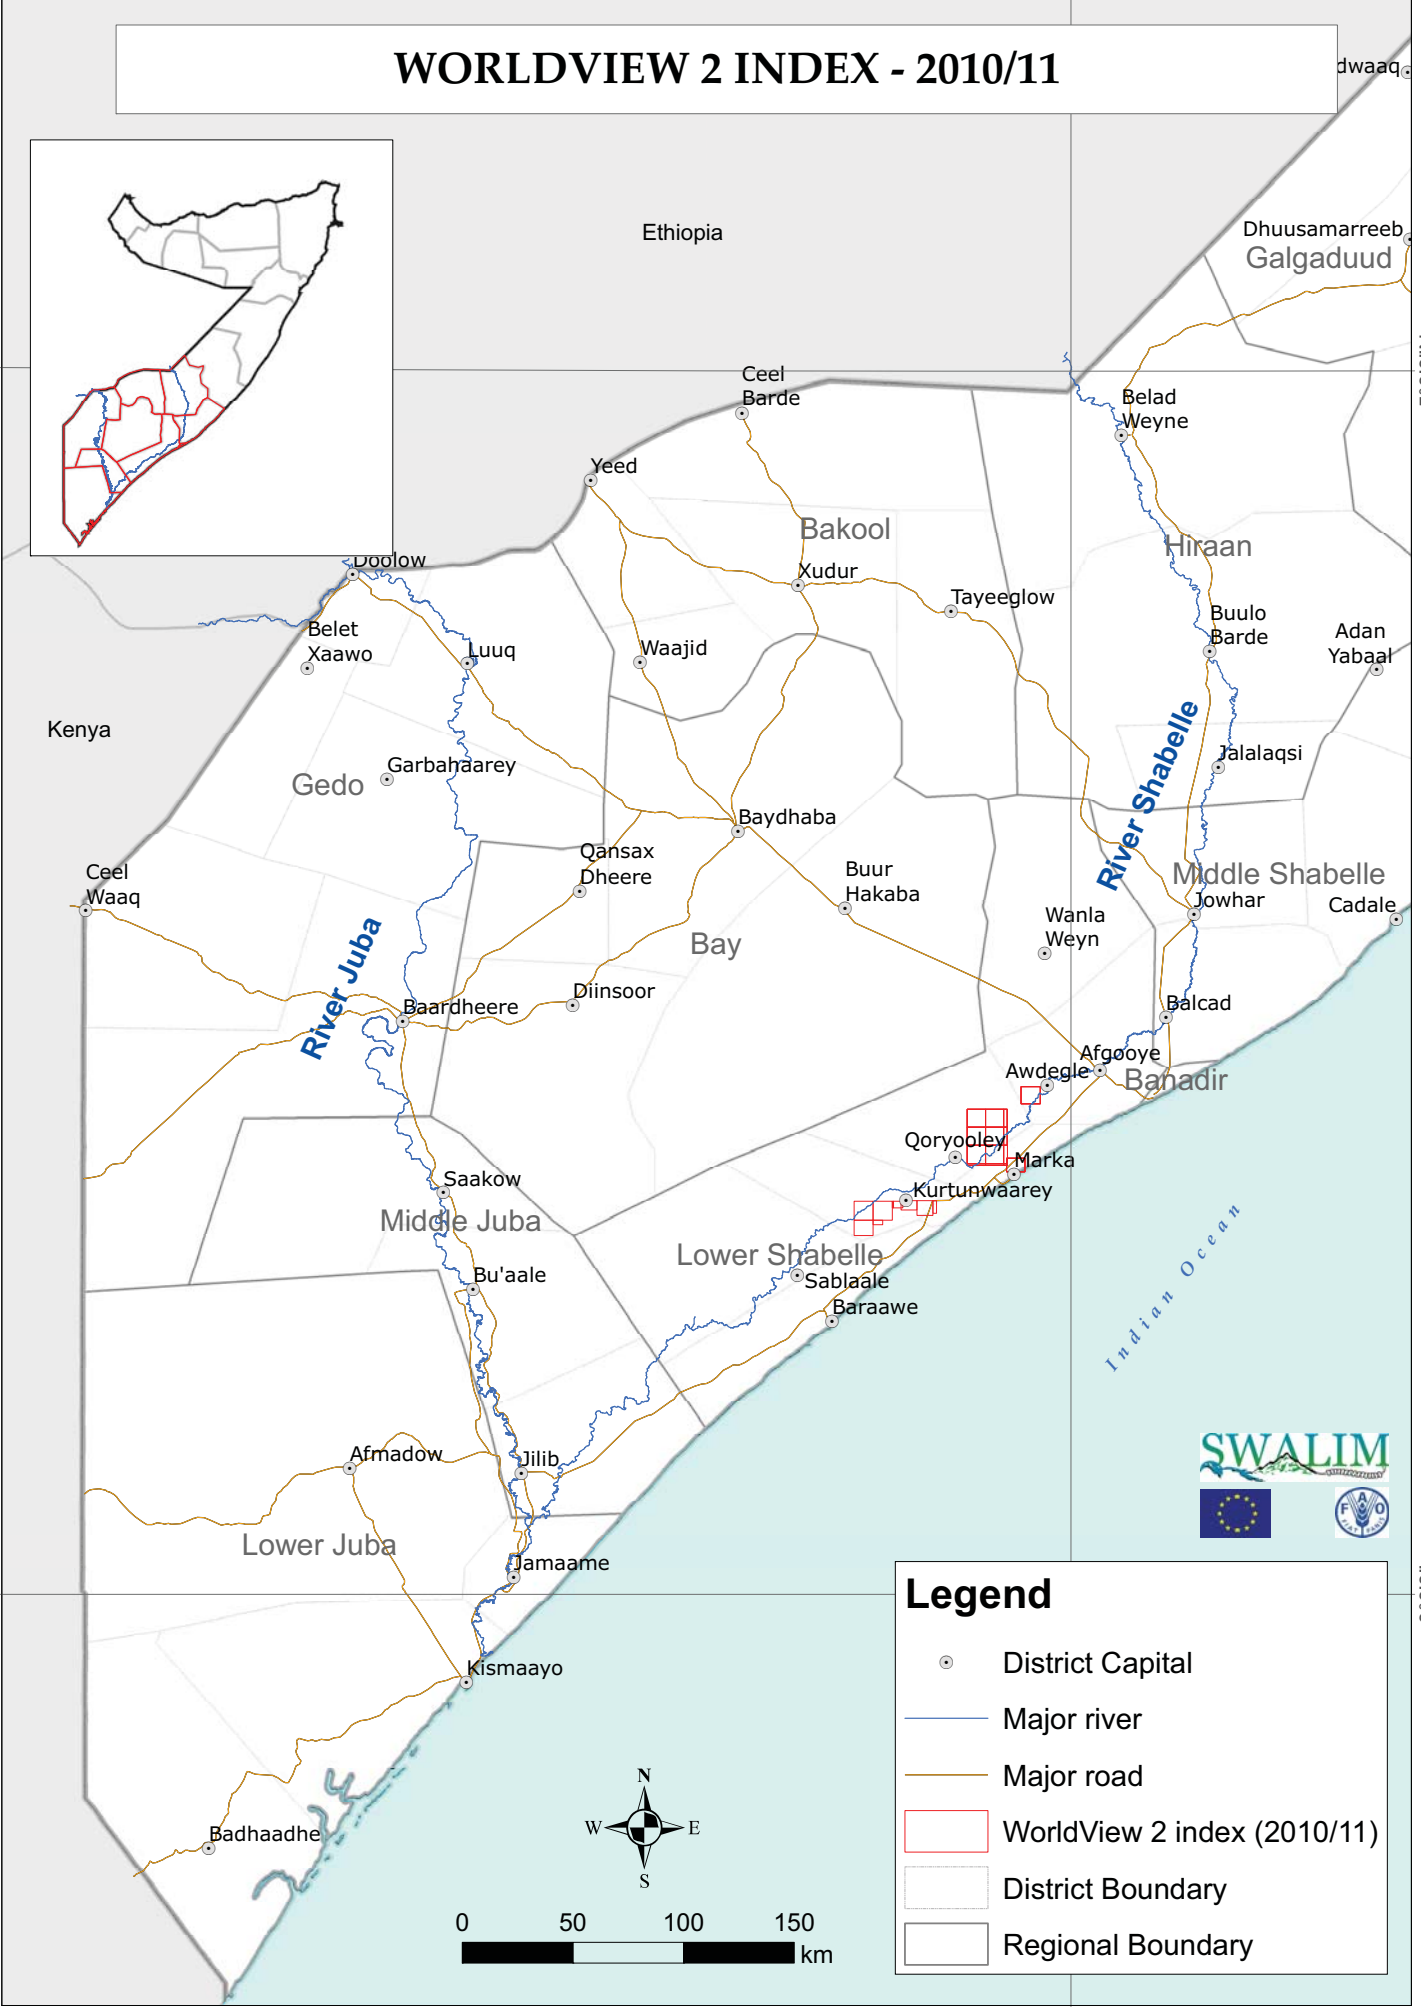 WORLDVIEW 2 INDEX - 2010/11
dwaaq
Ethiopia
Dhuusamarreeb
Galgaduud
Ceel
Barde
Belad
Weyne
Yeed
Bakool
Hiraan
Doolow
Xudur
Tayeeglow
Belet
Xaawo
Luuq
Waajid
Buulo
Barde
Adan
Yabaal
Kenya
River Shabelle
Jalalaqsi
Gedo
Garbahaarey
Baydhaba
Qansax
Dheere
Buur
Hakaba
Ceel
Waaq
Middle Shabelle
Jowhar
Cadale
Wanla
Weyn
River Juba
Bay
Diinsoor
Baardheere
Balcad
Afgooye
Awdegle
Banadir
Qoryooley
Marka
Saakow
Kurtunwaarey
Middle Juba
Lower Shabelle
Bu'aale
Sablaale
Baraawe
Indian Ocean
Afmadow
Jilib
SWALIM
F A O
FIAT PANIS
Lower Juba
Jamaame
Kismaayo
Badhaadhe
N
W E
S
0 50 100 150
km
Legend
District Capital
Major river
Major road
WorldView 2 index (2010/11)
District Boundary
Regional Boundary